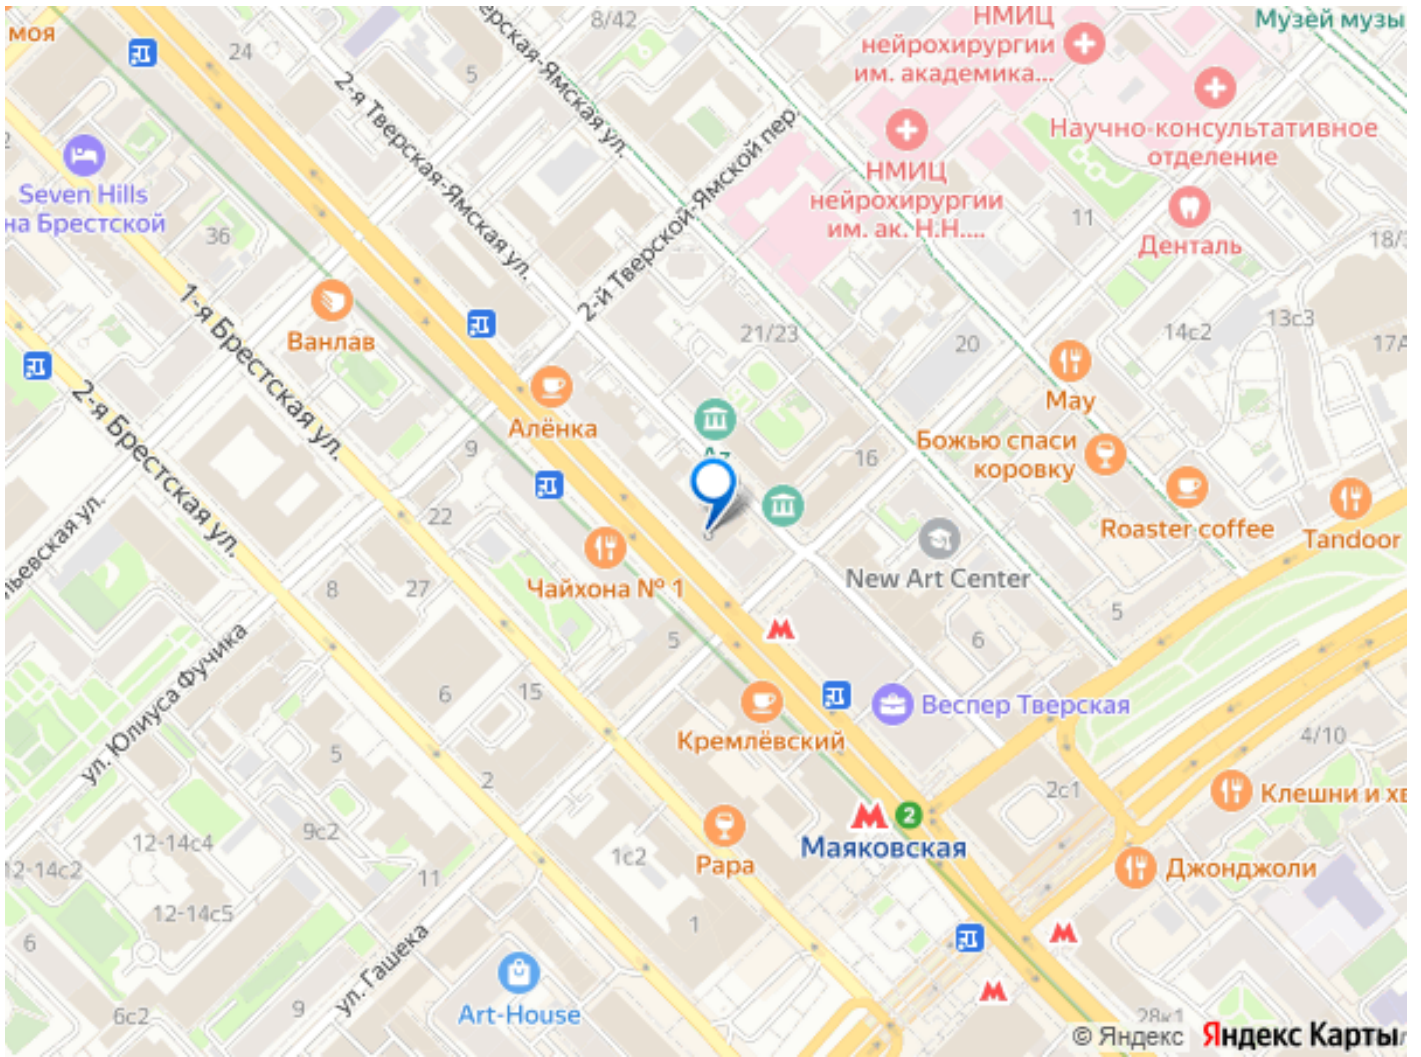 моя
24
8/42
5
НМИЦ
нейрохирургии
им. академика...
Музей музы
2-я Тверская-Ямская ул.
ерская-Ямская ул.
2-й Тверской-Ямской пер.
НМИЦ
нейрохирургии
им. ак. Н.Н....
Научно-консультативное
отделение
11
Денталь
18/3
Seven Hills
на Брестской
36
1-я Брестская ул.
Ванлав
2-я Брестская ул.
21/23
20
14с2
13с3
17А
Мау
Алёнка
9
Az
16
Божью спаси
коровку
Roaster coffee
Tandoor
22
Чайхона № 1
New Art Center
8
27
5
6
5
ьевская ул.
ул. Юлиуса Фучика
6
15
5
2
Веспер Тверская
Кремлёвский
4/10
2с1
Клешни и хв
2
Маяковская
12-14с4
9с2
12-14с2
11
12-14с5
1с2
Papa
Джонджоли
6
1
ул. Гашека
Art-House
6с2
9
28к1
© Яндекс Яндекс Карты